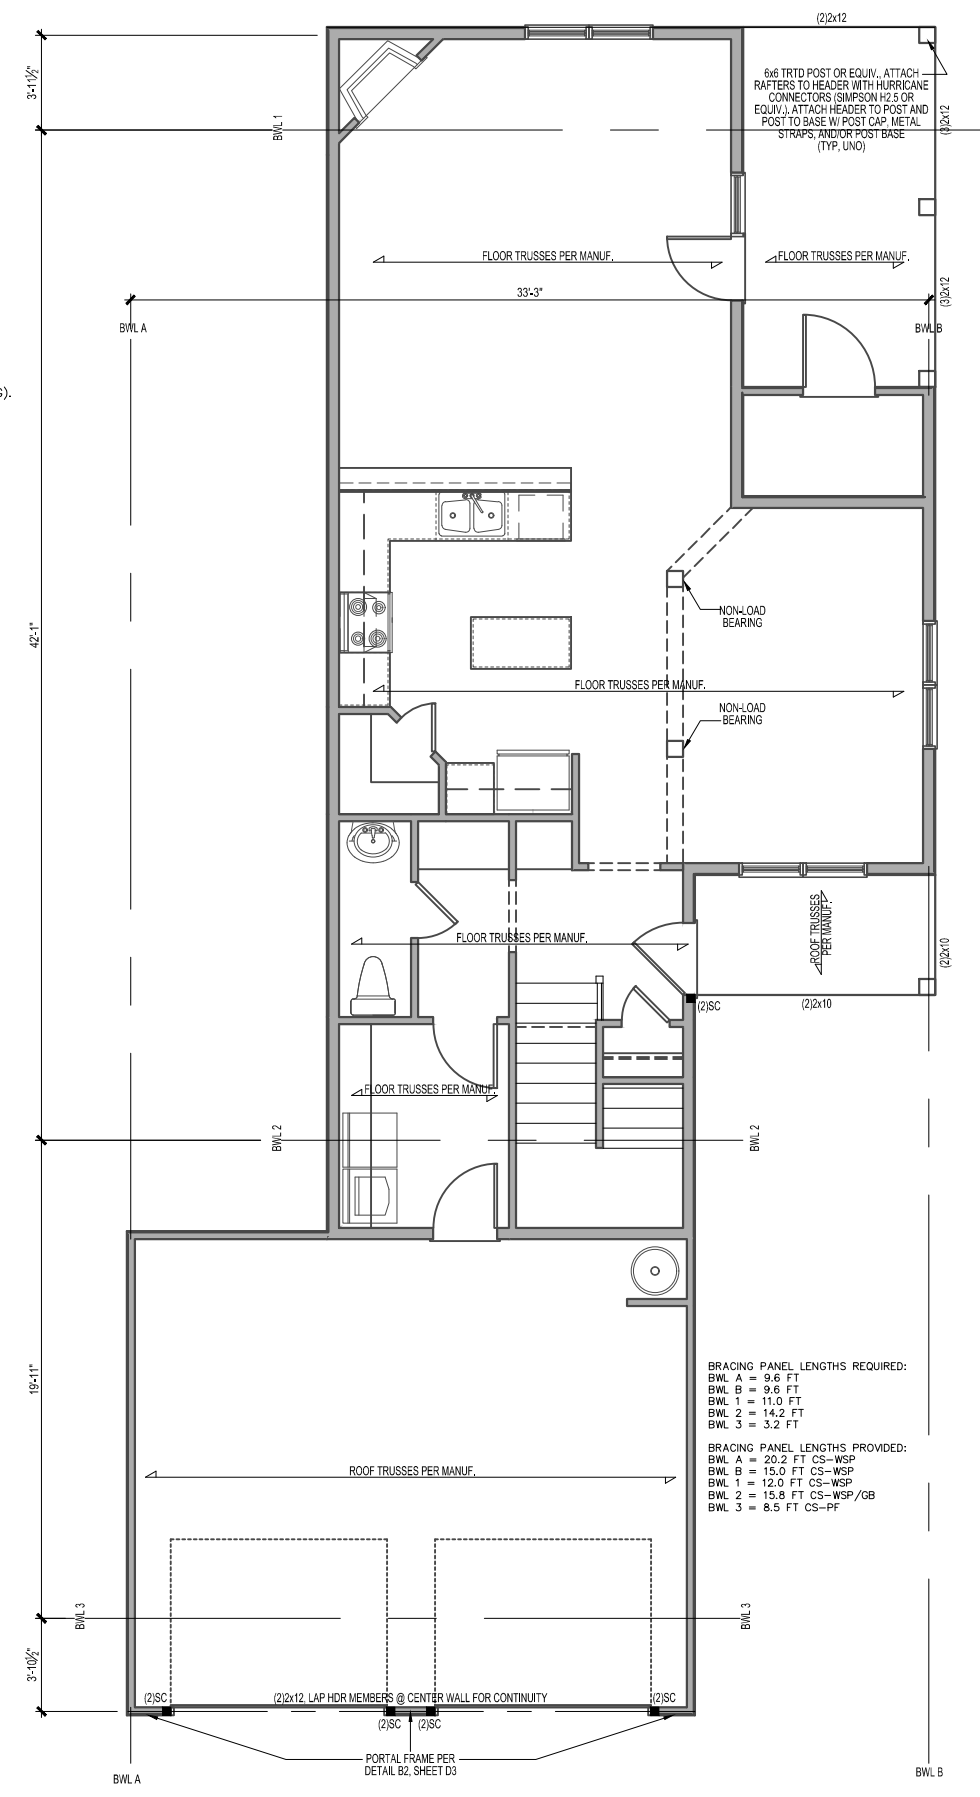 (2)2x12
6x6 TRTD POST OR EQUIV., ATTACH
RAFTERS TO HEADER WITH HURRICANE
CONNECTORS (SIMPSON H2.5 OR
EQUIV.). ATTACH HEADER TO POST AND
POST TO BASE W/ POST CAP, METAL
STRAPS, AND/OR POST BASE
(TYP, UNO)
3'-11½"
BWL 1
(3)2x12
FLOOR TRUSSES PER MANUF.
FLOOR TRUSSES PER MANUF.
33'-3"
(3)2x12
BWL A
BWL B
).
NON-LOAD
BEARING
42'-1"
FLOOR TRUSSES PER MANUF.
NON-LOAD
BEARING
ROOF TRUSSES
PER MANUF.
FLOOR TRUSSES PER MANUF.
(2)2x10
(2)SC
(2)2x10
FLOOR TRUSSES PER MANUF.
BWL 2
BWL 2
19'-11"
BRACING PANEL LENGTHS REQUIRED:
BWL A = 9.6 FT
BWL B = 9.6 FT
BWL 1 = 11.0 FT
BWL 2 = 14.2 FT
BWL 3 = 3.2 FT
BRACING PANEL LENGTHS PROVIDED:
BWL A = 20.2 FT CS-WSP
BWL B = 15.0 FT CS-WSP
BWL 1 = 12.0 FT CS-WSP
BWL 2 = 15.8 FT CS-WSP/GB
BWL 3 = 8.5 FT CS-PF
ROOF TRUSSES PER MANUF.
BWL 3
BWL 3
3'-10½"
(2)SC
(2)2x12, LAP HDR MEMBERS @ CENTER WALL FOR CONTINUITY
(2)SC
(2)SC
(2)SC
PORTAL FRAME PER
DETAIL B2, SHEET D3
BWL A
BWL B